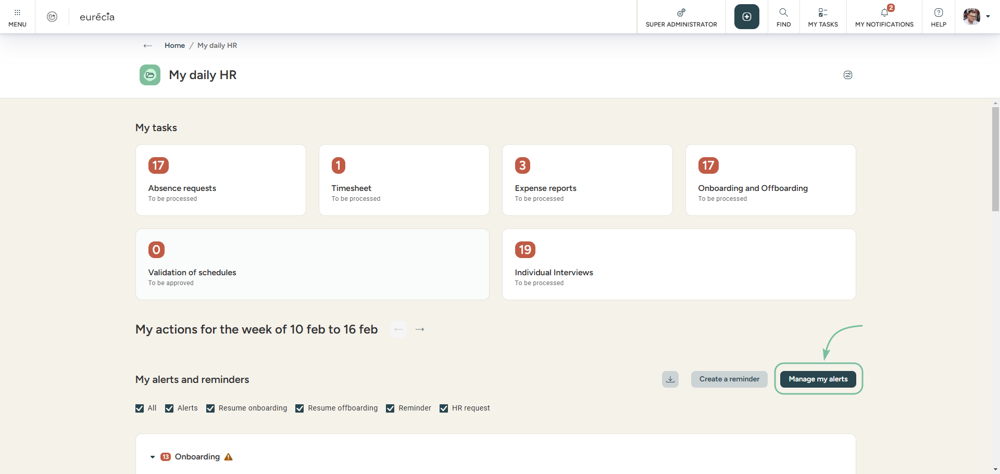 MENU
eurécia
SUPER ADMINISTRATOR
FIND
MY TASKS
2
MY NOTIFICATIONS
HELP
Home / My daily HR
My daily HR
My tasks
17
Absence requests
To be processed
1
Timesheet
To be processed
3
Expense reports
To be processed
17
Onboarding and Offboarding
To be processed
0
Validation of schedules
To be approved
19
Individual Interviews
To be processed
My actions for the week of 10 feb to 16 feb
My alerts and reminders
Create a reminder
Manage my alerts
All Alerts Resume onboarding Resume offboarding Reminder HR request
13 Onboarding